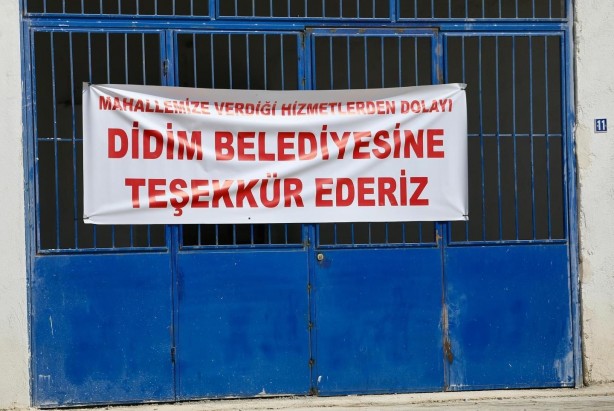 MAHALLEMİZE VERDİĞİ HİZMETLERDEN DOLAYI
DİDİM BELEDİYESİNE
TEŞEKKÜR EDERİZ
11